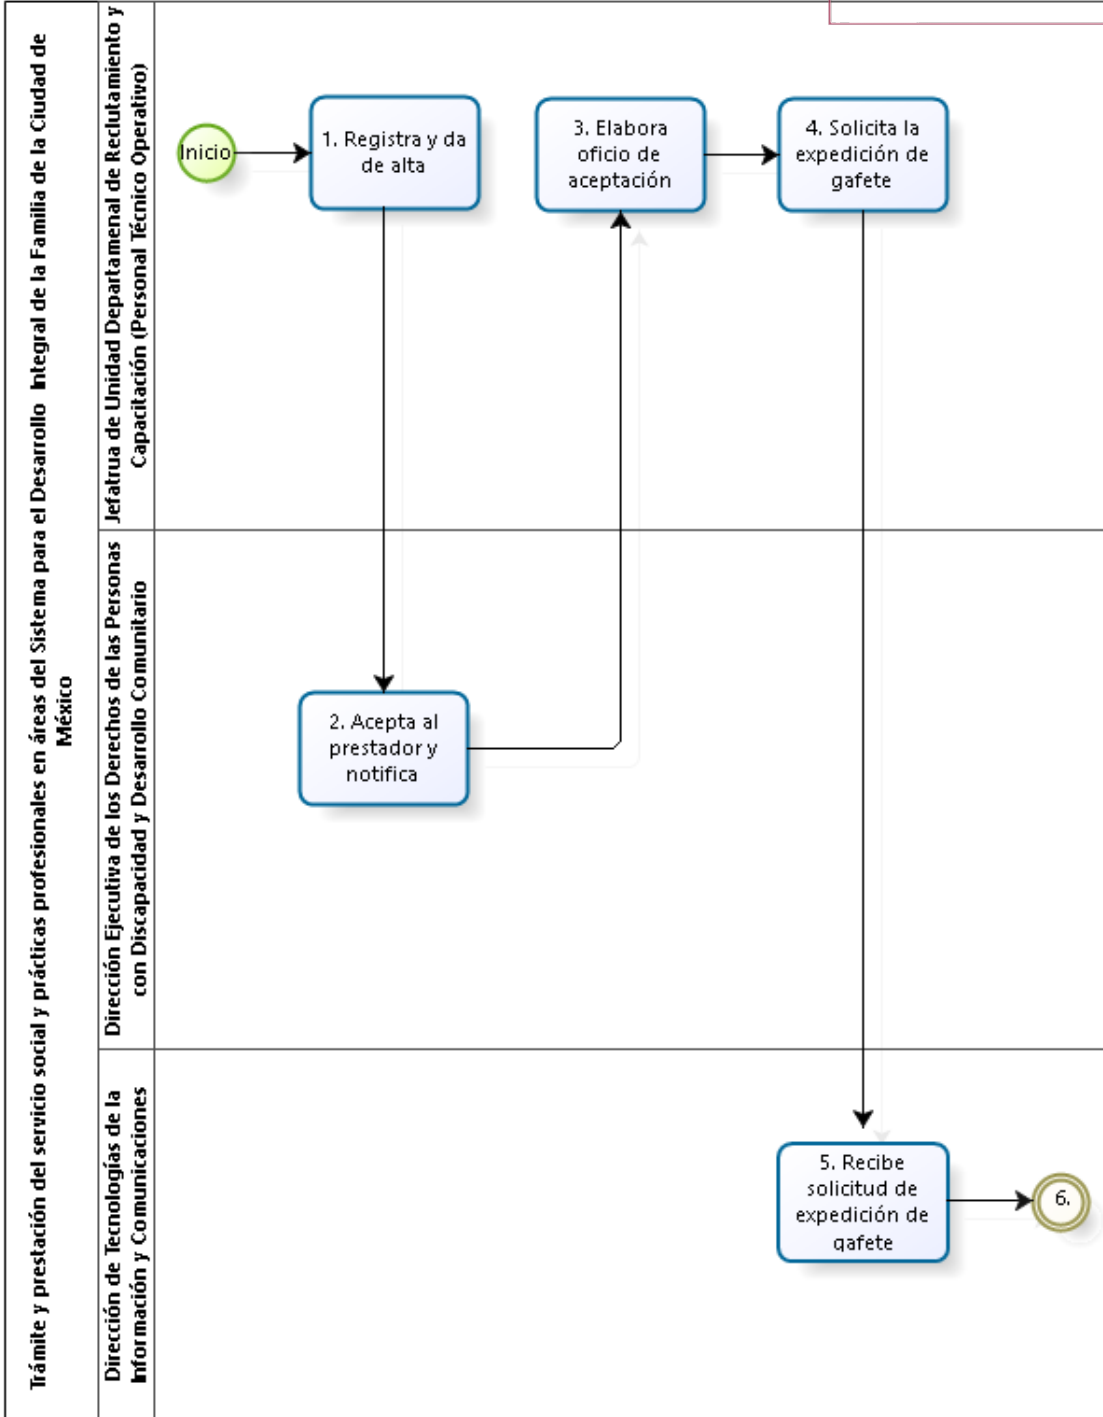 Trámite y prestación del servicio social y prácticas profesionales en áreas del Sistema para el Desarrollo Integral de la Familia de la Ciudad de
México
Jefatrua de Unidad Departamenal de Reclutamiento y
Capacitación (Personal Técnico Operativo)
Inicio
1. Registra y da
de alta
3. Elabora
oficio de
aceptación
4. Solicita la
expedición de
gafete
Dirección Ejecutiva de los Derechos de las Personas
con Discapacidad y Desarrollo Comunitario
2. Acepta al
prestador y
notifica
Dirección de Tecnologías de la
Información y Comunicaciones
5. Recibe
solicitud de
expedición de
gafete
6.